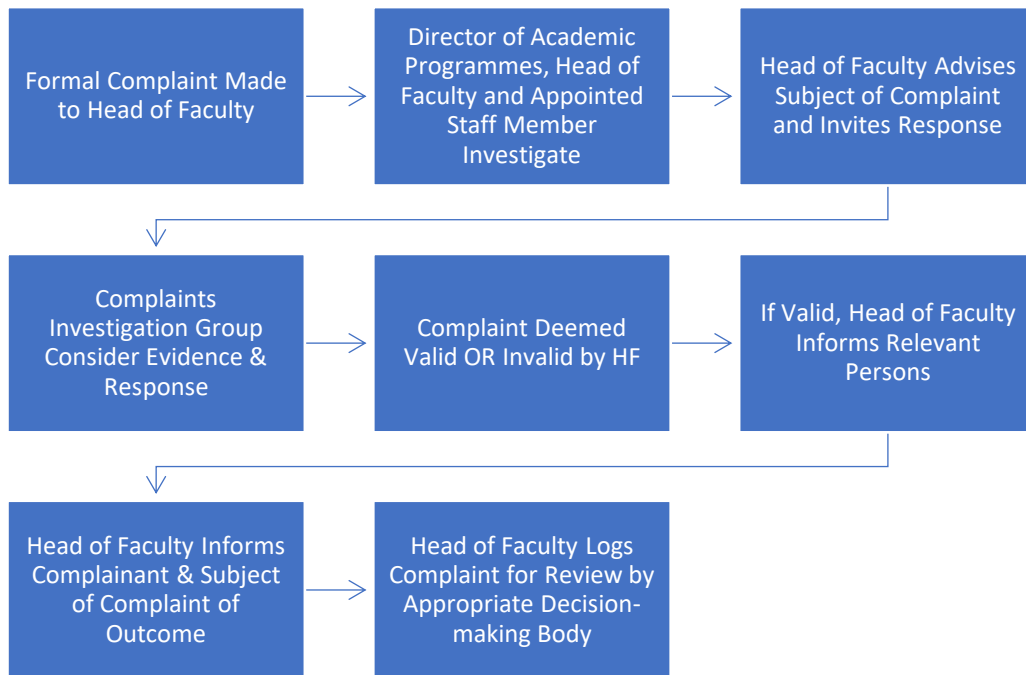 Formal Complaint Made
to Head of Faculty
Director of Academic
Programmes, Head of
Faculty and Appointed
Staff Member
Investigate
Head of Faculty Advises
Subject of Complaint
and Invites Response
Complaints
Investigation Group
Consider Evidence &
Response
Complaint Deemed
Valid OR Invalid by HF
If Valid, Head of Faculty
Informs Relevant
Persons
Head of Faculty Informs
Complainant & Subject
of Complaint of
Outcome
Head of Faculty Logs
Complaint for Review by
Appropriate Decision-
making Body